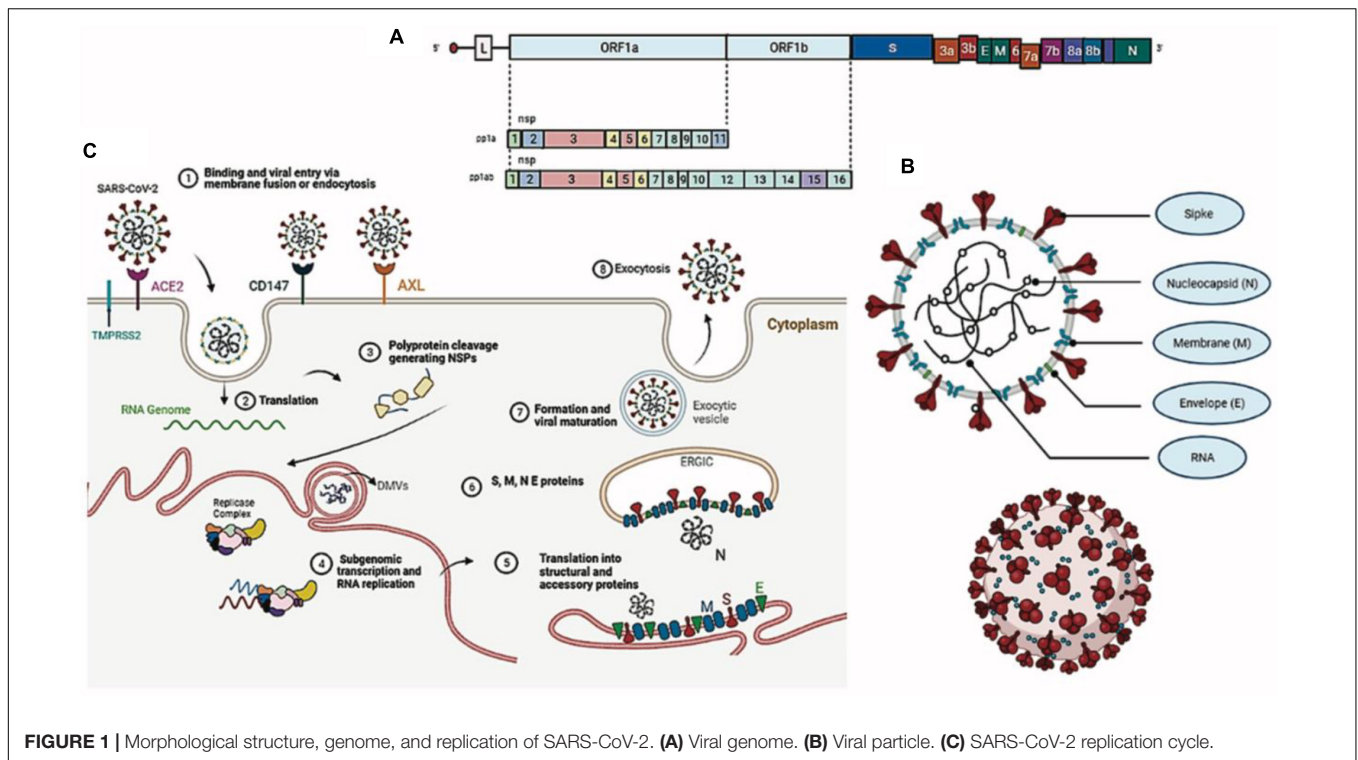 A
5' L ORF1a ORF1b S 3a 3b E M 6 7a 7b 8a 8b N 3'
nsp
pp1a 1 2 3 4 5 6 7 8 9 10 11
nsp
pp1ab 1 2 3 4 5 6 7 8 9 10 12 13 14 15 16
C
1 Binding and viral entry via
membrane fusion or endocytosis
SARS-CoV-2
ACE2
CD147
AXL
TMPRSS2
8 Exocytosis
Cytoplasm
3 Polyprotein cleavage
generating NSPs
2 Translation
RNA Genome
7 Formation and
viral maturation
Exocytic
vesicle
DMVs
Replicase
Complex
6 S, M, N E proteins
ERGIC
N
4 Subgenomic
transcription and
RNA replication
5 Translation into
structural and
accessory proteins
M S E
B
Sipke
Nucleocapsid (N)
Membrane (M)
Envelope (E)
RNA
FIGURE 1 | Morphological structure, genome, and replication of SARS-CoV-2. (A) Viral genome. (B) Viral particle. (C) SARS-CoV-2 replication cycle.